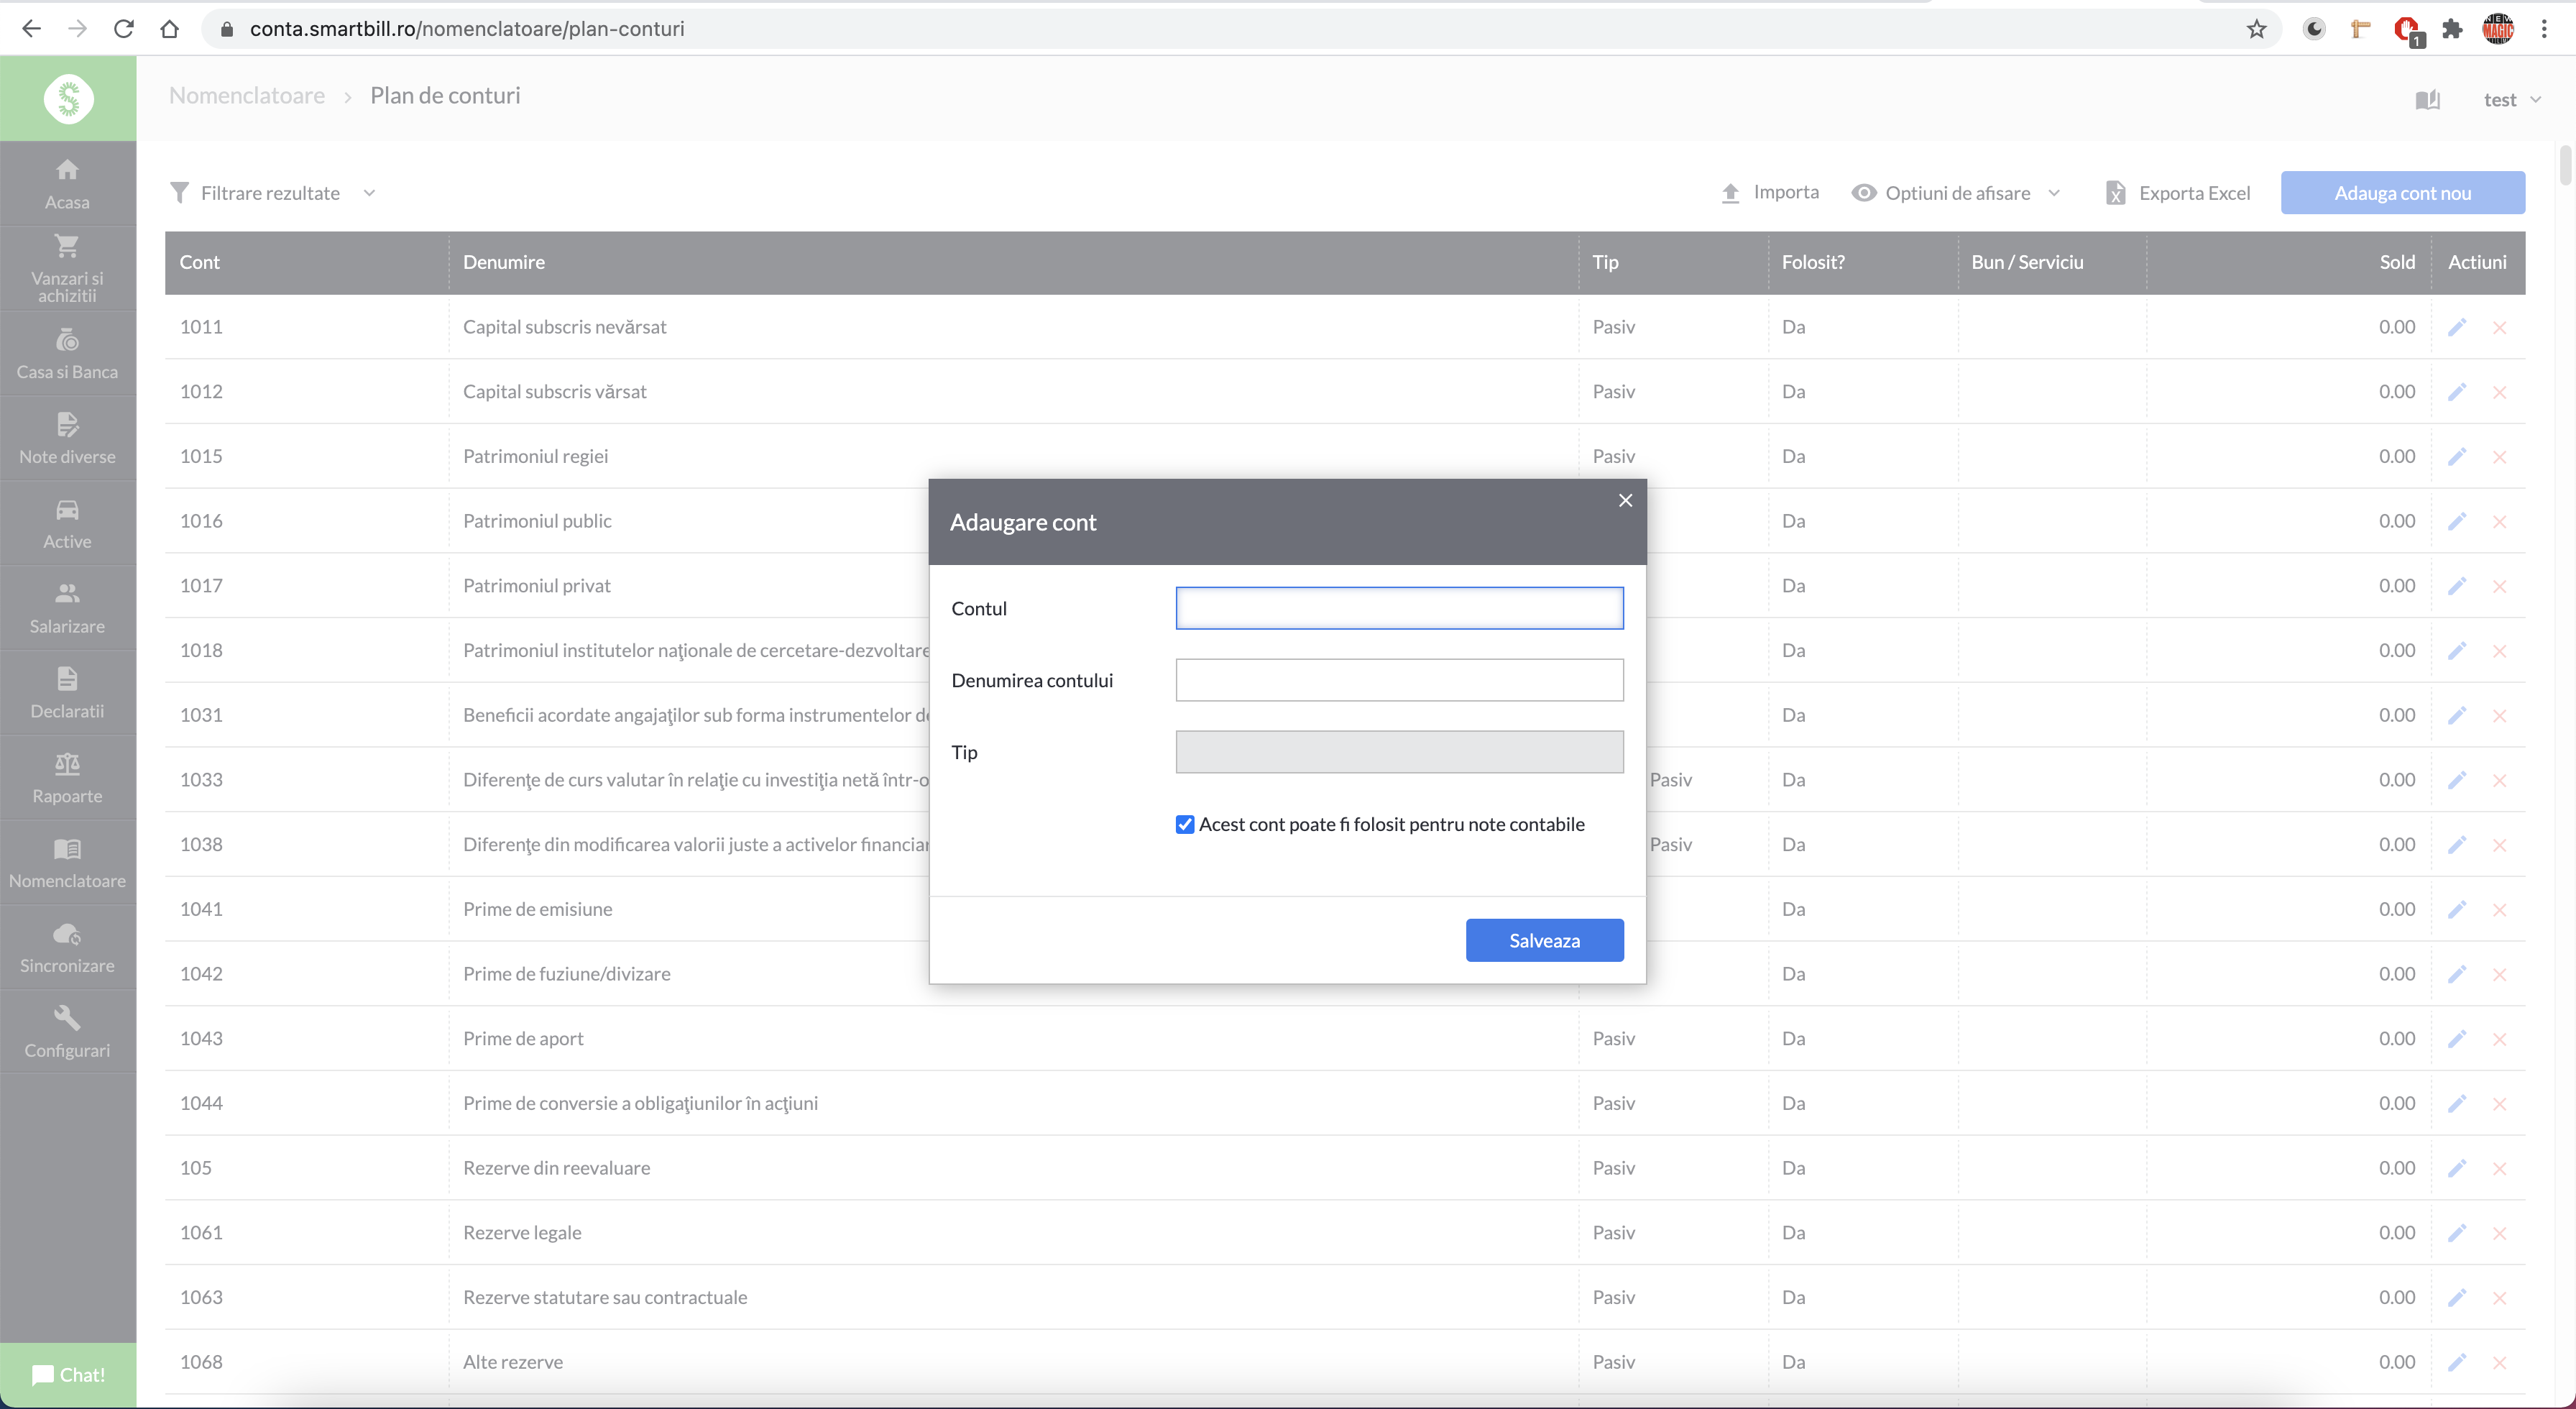 conta.smartbill.ro/nomenclatoare/plan-conturi
1
NEW
MAGIC
Nomenclatoare > Plan de conturi
test
Acasa
Vanzari si
achizitii
Casa si Banca
Note diverse
Active
Salarizare
Declaratii
Rapoarte
Nomenclatoare
Sincronizare
Configurari
Chat!
Filtrare rezultate
Importa
Optiuni de afisare
Exporta Excel
Adauga cont nou
Cont Denumire Tip Folosit? Bun / Serviciu Sold Actiuni
1011 Capital subscris nevărsat Pasiv Da 0.00
1012 Capital subscris vărsat Pasiv Da 0.00
1015 Patrimoniul regiei Pasiv Da 0.00
1016 Patrimoniul public Da 0.00
1017 Patrimoniul privat Da 0.00
1018 Patrimoniul institutelor naţionale de cercetare-dezvoltare Da 0.00
1031 Beneficii acordate angajaţilor sub forma instrumentelor Da 0.00
1033 Diferenţe de curs valutar în relaţie cu investiţia netă într-o Pasiv Da 0.00
1038 Diferenţe din modificarea valorii juste a activelor financiar Pasiv Da 0.00
1041 Prime de emisiune Da 0.00
1042 Prime de fuziune/divizare Da 0.00
1043 Prime de aport Pasiv Da 0.00
1044 Prime de conversie a obligaţiunilor în acţiuni Pasiv Da 0.00
105 Rezerve din reevaluare Pasiv Da 0.00
1061 Rezerve legale Pasiv Da 0.00
1063 Rezerve statutare sau contractuale Pasiv Da 0.00
1068 Alte rezerve Pasiv Da 0.00
Adaugare cont
Contul
Denumirea contului
Tip
Acest cont poate fi folosit pentru note contabile
Salveaza